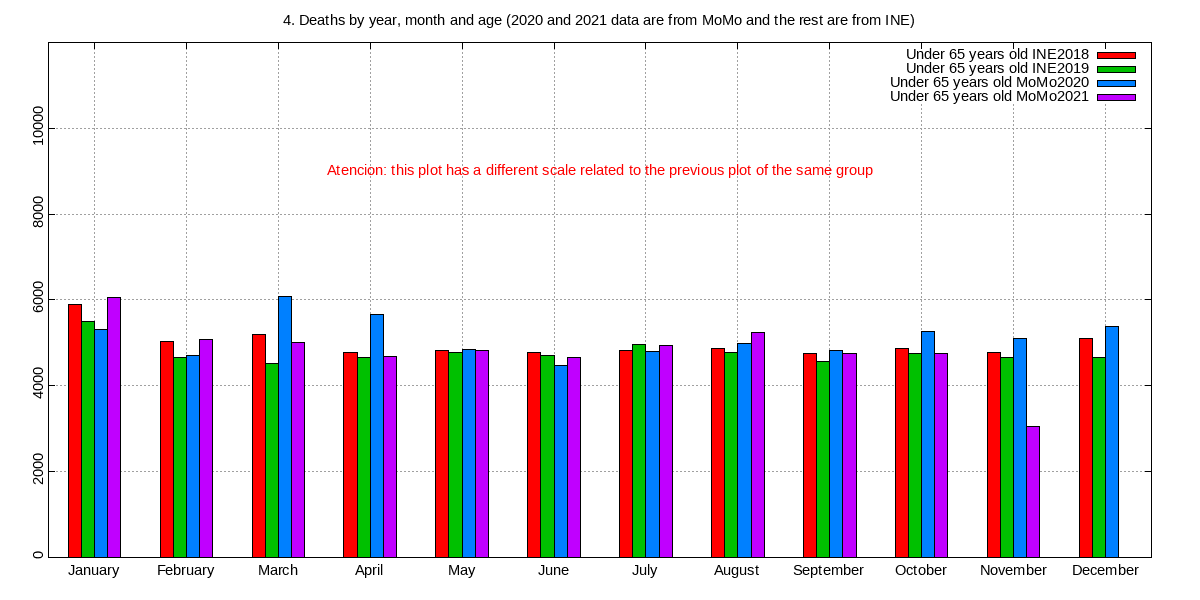 4. Deaths by year, month and age (2020 and 2021 data are from MoMo and the rest are from INE)
Under 65 years old INE2018
Under 65 years old INE2019
Under 65 years old MoMo2020
Under 65 years old MoMo2021
Atencion: this plot has a different scale related to the previous plot of the same group
10000
8000
6000
4000
2000
0
January February March April May June July August September October November December